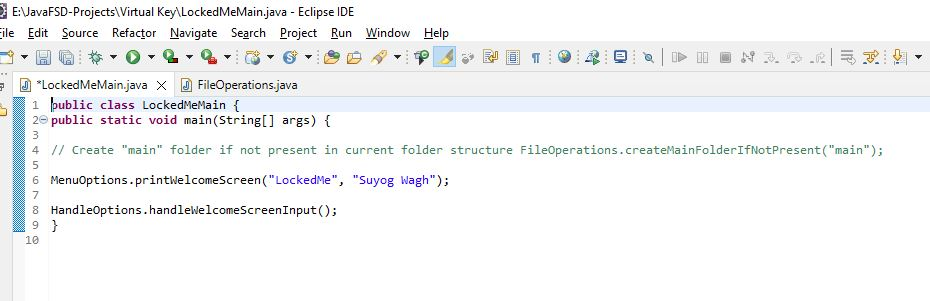 E:\JavaFSD-Projects\Virtual Key\LockedMeMain.java - Eclipse IDE
File Edit Source Refactor Navigate Search Project Run Window Help
*LockedMeMain.java FileOperations.java
1 public class LockedMeMain {
2 public static void main(String[] args) {
3
4 // Create "main" folder if not present in current folder structure FileOperations.createMainFolderIfNotPresent("main");
5
6 MenuOptions.printWelcomeScreen("LockedMe", "Suyog Wagh");
7
8 HandleOptions.handleWelcomeScreenInput();
9 }
10